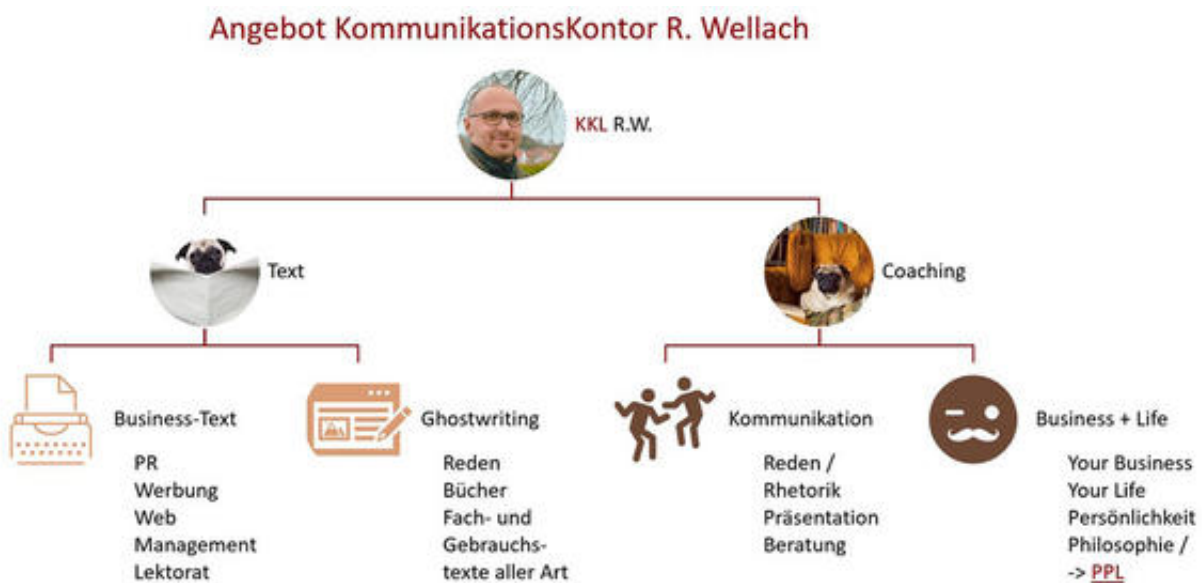 Angebot KommunikationsKontor R. Wellach
KKL R.W.
Text
Coaching
Business-Text
PR
Werbung
Web
Management
Lektorat
Ghostwriting
Reden
Bücher
Fach- und
Gebrauchs-
texte aller Art
Kommunikation
Reden /
Rhetorik
Präsentation
Beratung
Business + Life
Your Business
Your Life
Persönlichkeit
Philosophie /
-> PPL